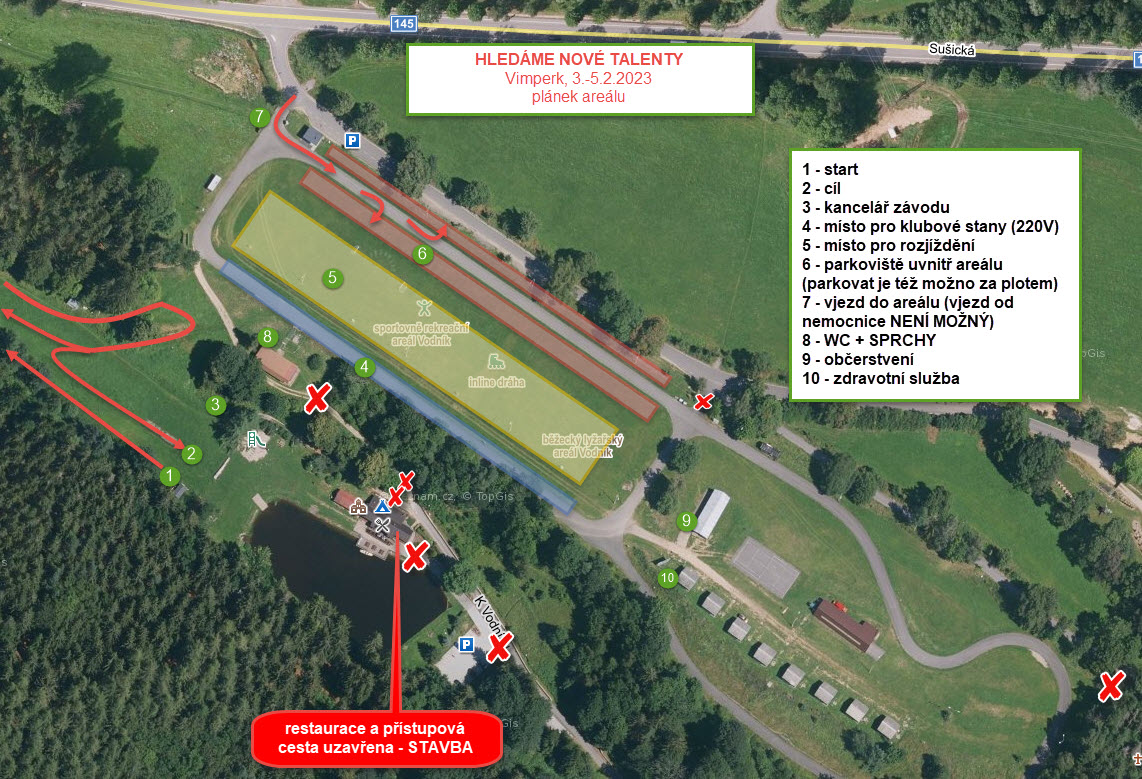 145
Sušická
HLEDÁME NOVÉ TALENTY
Vimperk, 3.-5.2.2023
plánek areálu
7
P
1 - start
2 - cíl
3 - kancelář závodu
4 - místo pro klubové stany (220V)
5 - místo pro rozjíždění
6 - parkoviště uvnitř areálu
(parkovat je též možno za plotem)
7 - vjezd do areálu (vjezd od
nemocnice NENÍ MOŽNÝ)
8 - WC + SPRCHY
9 - občerstvení
10 - zdravotní služba
6
5
sportovně rekreační
areál Vodník
8
4
inline dráha
3
běžecký lyžařský
areál Vodník
2
1
nam.cz, © TopGis
9
10
K Vodní
P
restaurace a přístupová
cesta uzavřena - STAVBA